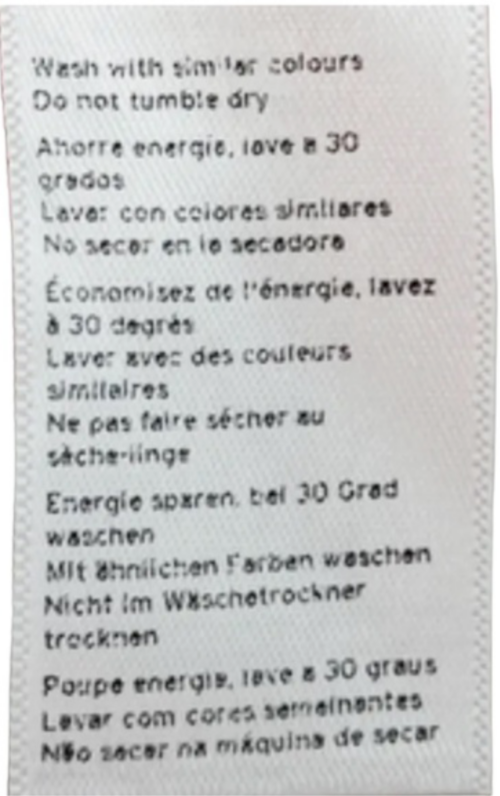 Wash with similar colours
Do not tumble dry
Ahorre energía, lave a 30
grados
Lavar con colores similares
No secar en la secadora
Économisez de l'énergie, lavez
à 30 degrés
Laver avec des couleurs
similaires
Ne pas faire sécher au
sèche-linge
Energie sparen, bei 30 Grad
waschen
Mit ähnlichen Farben waschen
Nicht im Wäschetrockner
trocknen
Poupe energia, lave a 30 graus
Lavar com cores semelhantes
Não secar na máquina de secar